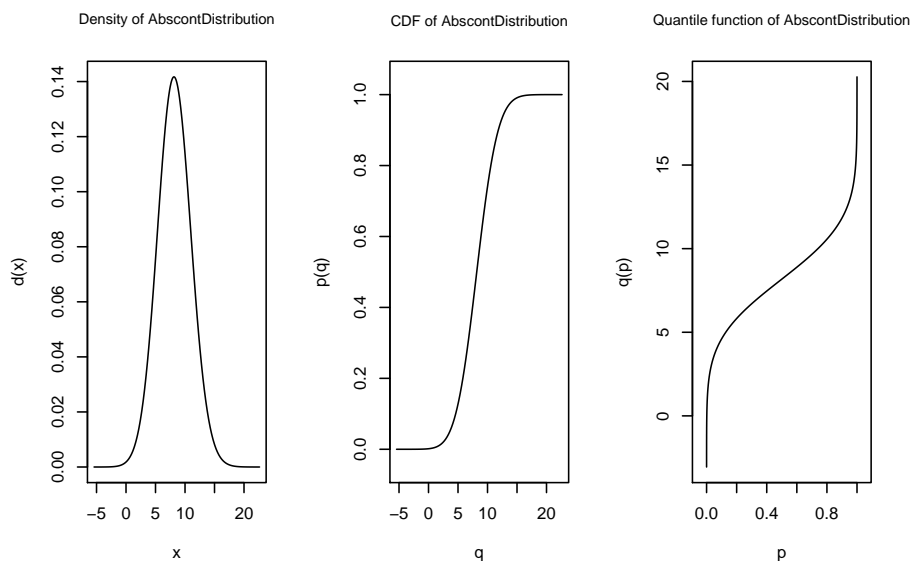 Density of AbscontDistribution
CDF of AbscontDistribution
Quantile function of AbscontDistribution
d(x)
0.00
0.02
0.04
0.06
0.08
0.10
0.12
0.14
−5 0 5 10 20
x
p(q)
0.0
0.2
0.4
0.6
0.8
1.0
−5 0 5 10 20
q
q(p)
0
5
10
15
20
0.0 0.4 0.8
p